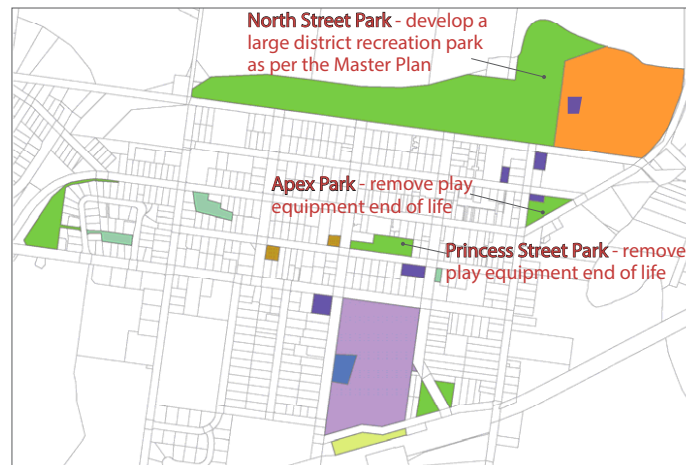 North Street Park - develop a
large district recreation park
as per the Master Plan
Apex Park - remove play
equipment end of life
Princess Street Park - remove
play equipment end of life